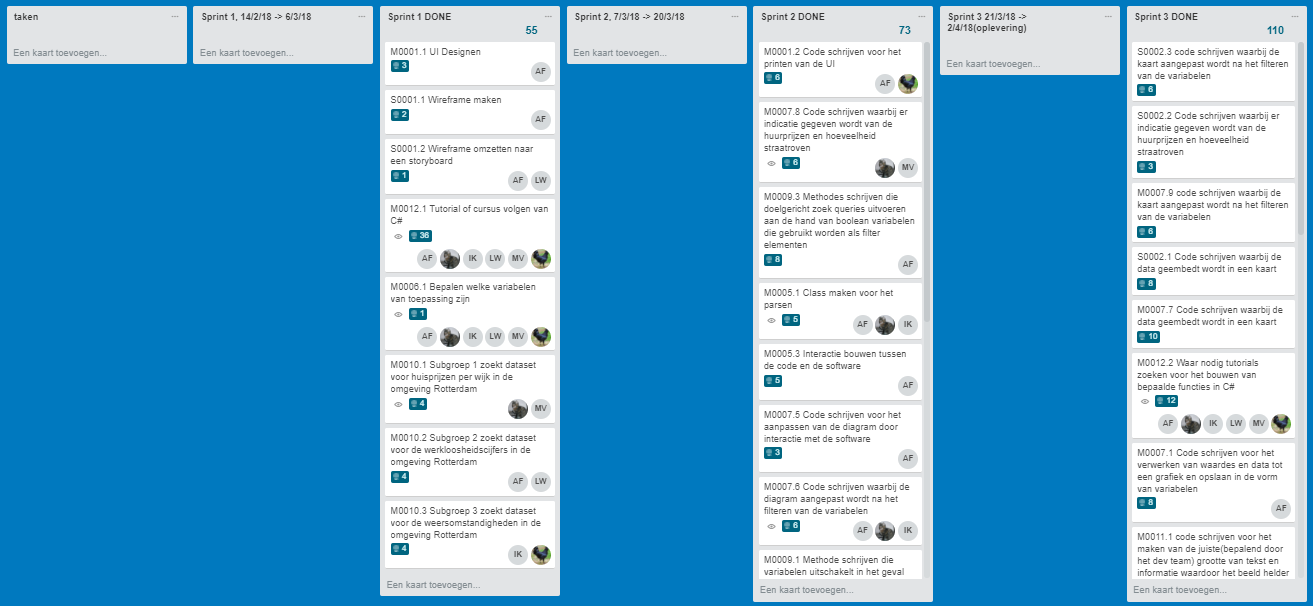 taken
Een kaart toevoegen...
Sprint 1, 14/2/18 -> 6/3/18
Een kaart toevoegen...
Sprint 1 DONE
55
M0001.1 UI Designen
3
AF
S0001.1 Wireframe maken
2
AF
S0001.2 Wireframe omzetten naar
een storyboard
1
AF LW
M0012.1 Tutorial of cursus volgen van
C#
36
AF IK LW MV
M0006.1 Bepalen welke variabelen
van toepassing zijn
1
AF IK LW MV
M0010.1 Subgroep 1 zoekt dataset
voor huisprijzen per wijk in de
omgeving Rotterdam
4
MV
M0010.2 Subgroep 2 zoekt dataset
voor de werkloosheidscijfers in de
omgeving Rotterdam
4
AF LW
M0010.3 Subgroep 3 zoekt dataset
voor de weersomstandigheden in de
omgeving Rotterdam
4
IK
Een kaart toevoegen...
Sprint 2, 7/3/18 -> 20/3/18
Een kaart toevoegen...
Sprint 2 DONE
73
M0001.2 Code schrijven voor het
printen van de UI
6
AF
M0007.8 Code schrijven waarbij er
indicatie gegeven wordt van de
huurprijzen en hoeveelheid
straatroven
6
MV
M0009.3 Methodes schrijven die
doelgericht zoek queries uitvoeren
aan de hand van boolean variabelen
die gebruikt worden als filter
elementen
8
AF
M0005.1 Class maken voor het
parsen
5
AF IK
M0005.3 Interactie bouwen tussen
de code en de software
5
AF
M0007.5 Code schrijven voor het
aanpassen van de diagram door
interactie met de software
3
AF
M0007.6 Code schrijven waarbij de
diagram aangepast wordt na het
filteren van de variabelen
6
AF IK
M0009.1 Methode schrijven die
variabelen uitschakelt in het geval
Een kaart toevoegen...
Sprint 3 21/3/18 ->
2/4/18(oplevering)
Een kaart toevoegen...
Sprint 3 DONE
110
S0002.3 code schrijven waarbij de
kaart aangepast wordt na het filteren
van de variabelen
6
S0002.2 Code schrijven waarbij er
indicatie gegeven wordt van de
huurprijzen en hoeveelheid
straatroven
3
M0007.9 code schrijven waarbij de
kaart aangepast wordt na het filteren
van de variabelen
6
S0002.1 Code schrijven waarbij de
data geembedt wordt in een kaart
8
M0007.7 Code schrijven waarbij de
data geembedt wordt in een kaart
10
M0012.2 Waar nodig tutorials
zoeken voor het bouwen van
bepaalde functies in C#
12
AF IK LW MV
M0007.1 Code schrijven voor het
verwerken van waardes en data tot
een grafiek en opslaan in de vorm
van variabelen
8
AF
M0011.1 code schrijven voor het
maken van de juiste(bepalend door
het dev team) grootte van tekst en
informatie waardoor het beeld helder
Een kaart toevoegen...